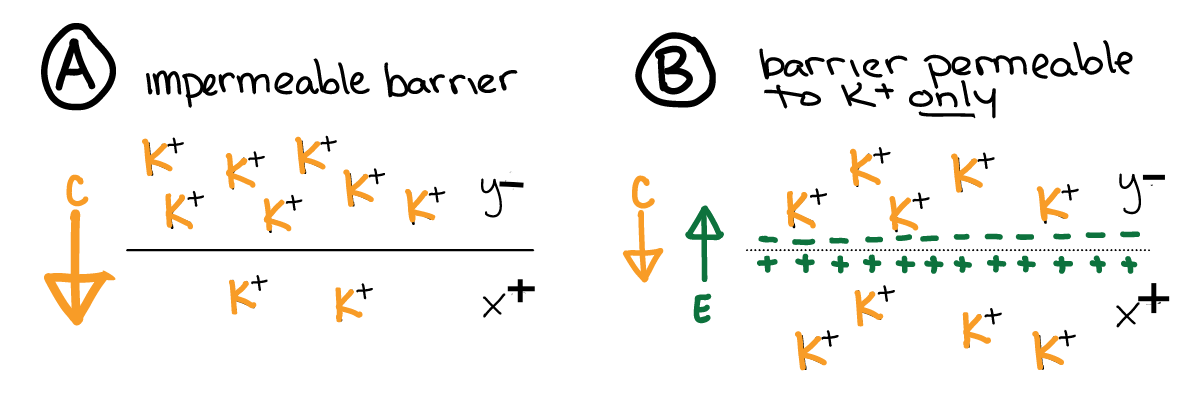 A
impermeable barrier
C
K+ K+ K+
K+ K+ K+ K+
y−
K+ K+
x+
B
barrier permeable
to K+ only
C
E
K+ K+
K+ K+ K+
y−
− − − − − − − − − − − −
+ + + + + + + + + + +
K+
K+ K+ K+
x+